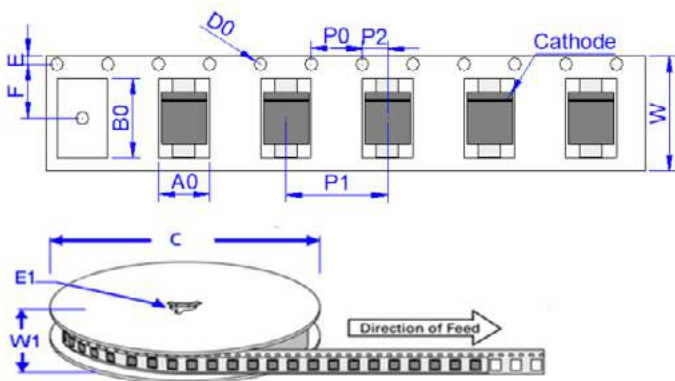 D0
P0
P2
Cathode
E
F
B0
W
A0
P1
C
E1
W1
Direction of Feed